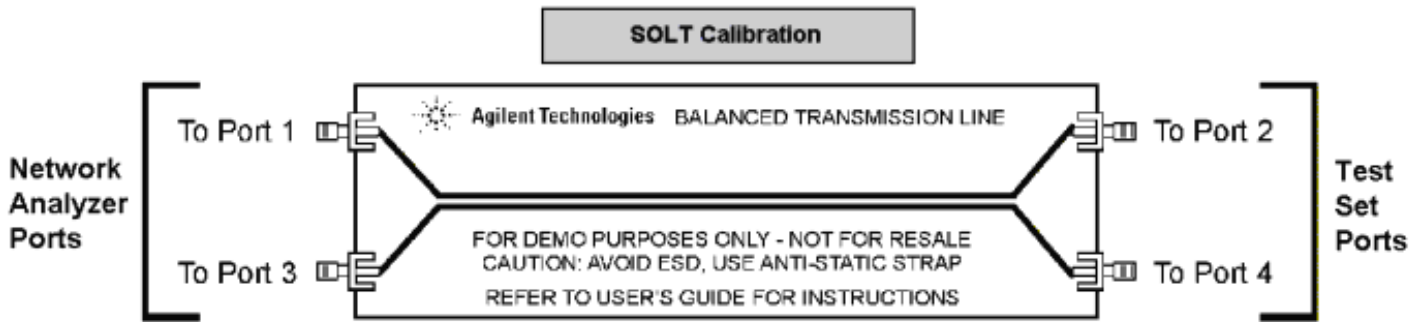 SOLT Calibration
Agilent Technologies BALANCED TRANSMISSION LINE
To Port 1
To Port 2
Network
Analyzer
Ports
Test
Set
Ports
FOR DEMO PURPOSES ONLY - NOT FOR RESALE
CAUTION: AVOID ESD, USE ANTI-STATIC STRAP
To Port 3
To Port 4
REFER TO USER'S GUIDE FOR INSTRUCTIONS